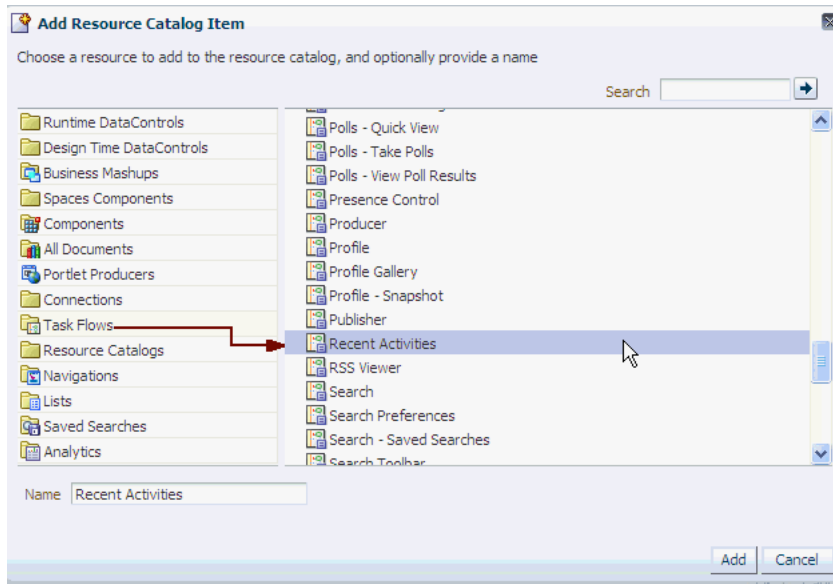 Add Resource Catalog Item
Choose a resource to add to the resource catalog, and optionally provide a name
Search
Runtime DataControls
Design Time DataControls
Business Mashups
Spaces Components
Components
All Documents
Portlet Producers
Connections
Task Flows
Resource Catalogs
Navigations
Lists
Saved Searches
Analytics
Polls - Quick View
Polls - Take Polls
Polls - View Poll Results
Presence Control
Producer
Profile
Profile Gallery
Profile - Snapshot
Publisher
Recent Activities
RSS Viewer
Search
Search Preferences
Search - Saved Searches
Search Toolbar
Name Recent Activities
Add Cancel